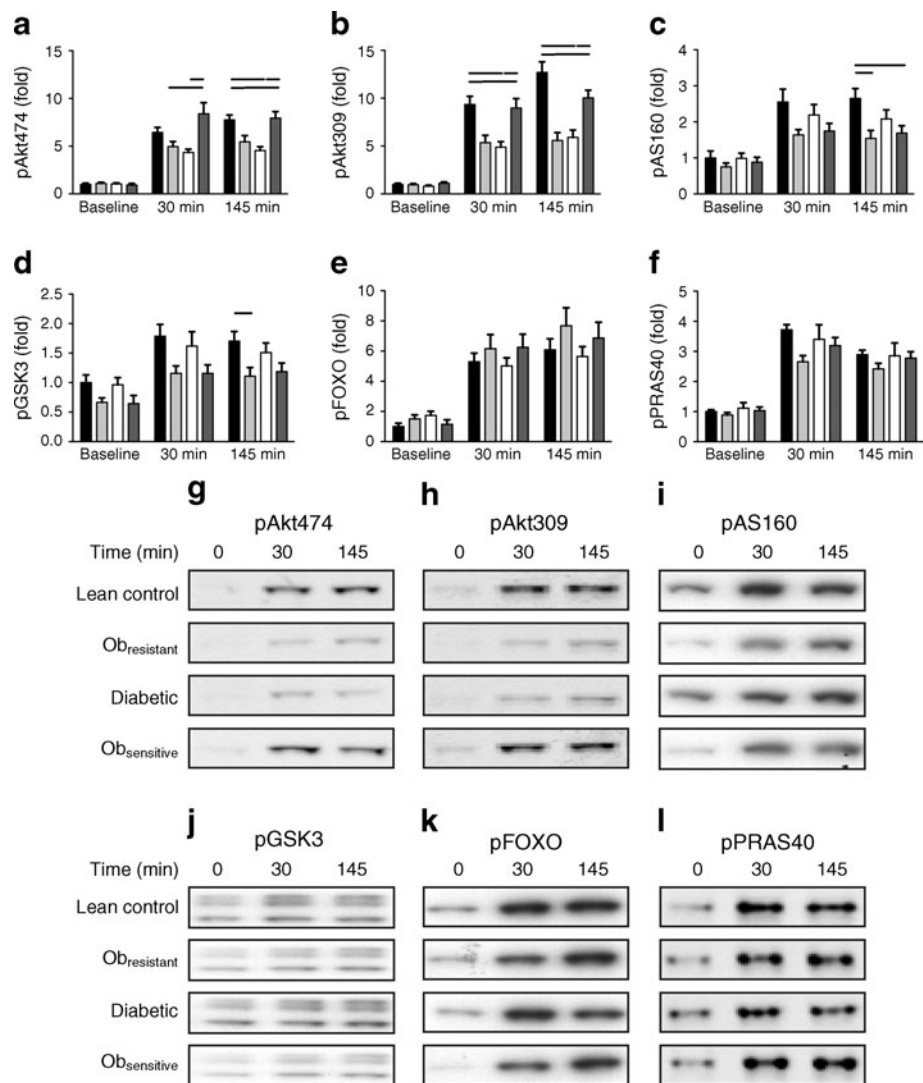 a
b
c
15
10
5
0
pAkt474 (fold)
Baseline 30 min 145 min
15
10
5
0
pAkt309 (fold)
Baseline 30 min 145 min
4
3
2
1
0
pAS160 (fold)
Baseline 30 min 145 min
d
e
f
2.5
2.0
1.5
1.0
0.5
0.0
pGSK3 (fold)
Baseline 30 min 145 min
10
8
6
4
2
0
pFOXO (fold)
Baseline 30 min 145 min
5
4
3
2
1
0
pPRAS40 (fold)
Baseline 30 min 145 min
g
h
i
pAkt474 pAkt309 pAS160
Time (min) 0 30 145 0 30 145 0 30 145
Lean control
Obresistant
Diabetic
Obsensitive
j
k
l
pGSK3 pFOXO pPRAS40
Time (min) 0 30 145 0 30 145 0 30 145
Lean control
Obresistant
Diabetic
Obsensitive